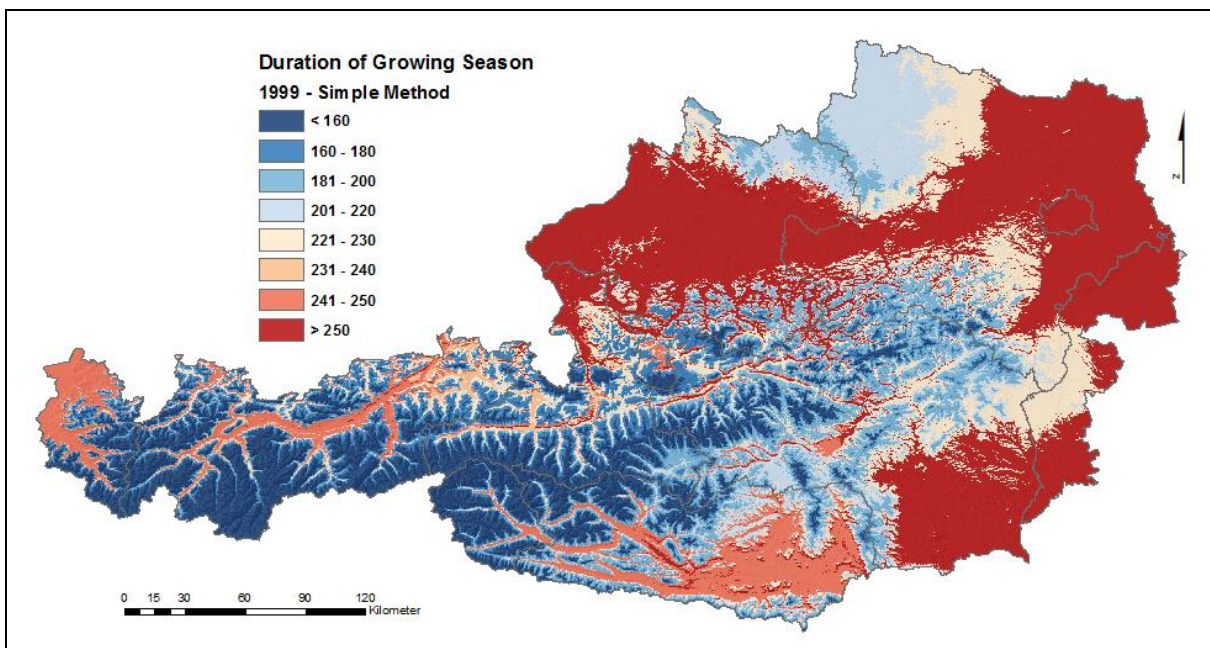 Duration of Growing Season
1999 - Simple Method
< 160
160 - 180
181 - 200
201 - 220
221 - 230
231 - 240
241 - 250
> 250
N
0 15 30 60 90 120
Kilometer